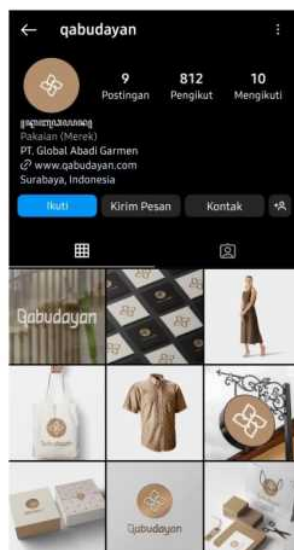 qabudayan
9 812 10
Postingan Pengikut Mengikuti
Pakaian (Merek)
PT. Global Abadi Garmen
www.qabudayan.com
Surabaya, Indonesia
Ikuti Kirim Pesan Kontak
Qabudayan
Qabudayan